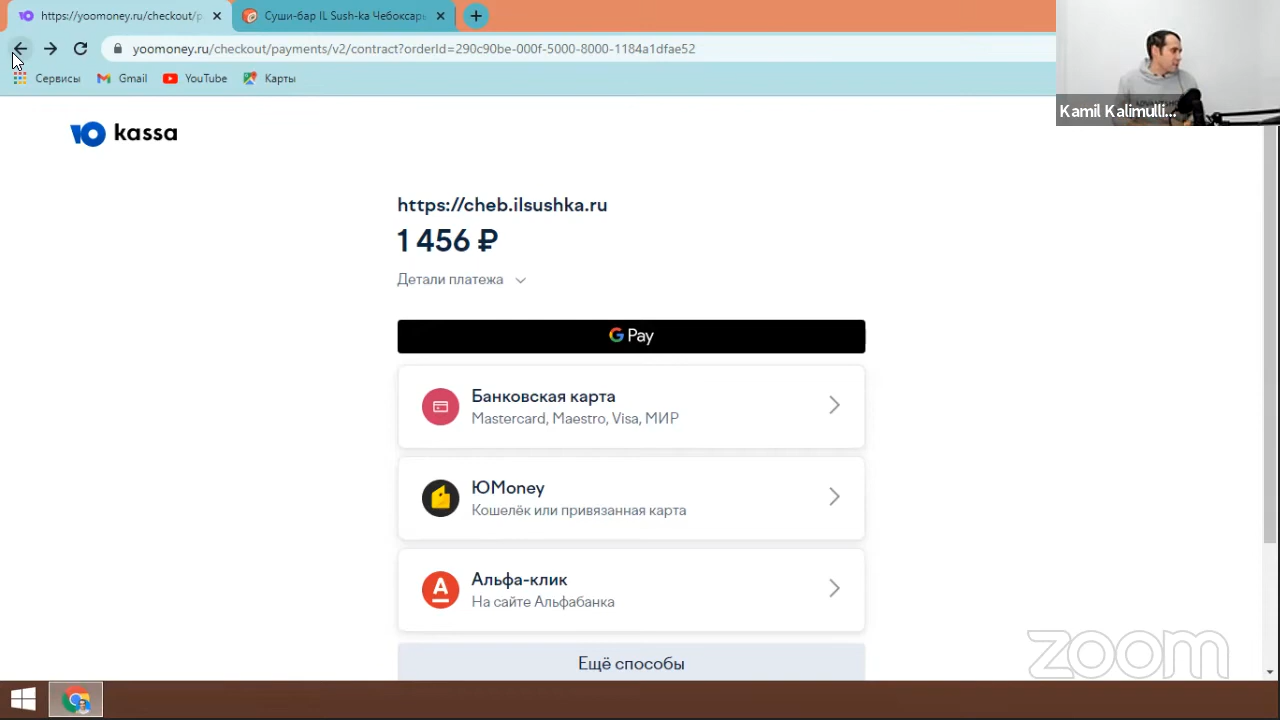 https://yoomoney.ru/checkout/p
Суши-бар IL Sush-ka Чебоксары
yoomoney.ru/checkout/payments/v2/contract?orderId=290c90be-000f-5000-8000-1184a1dfae52
Сервисы
Gmail
YouTube
Карты
Kamil Kalimulli...
Ю kassa
https://cheb.ilsushka.ru
1 456 ₽
Детали платежа
G Pay
Банковская карта
Mastercard, Maestro, Visa, МИР
ЮMoney
Кошелёк или привязанная карта
А
Альфа-клик
На сайте Альфабанка
Ещё способы
zoom